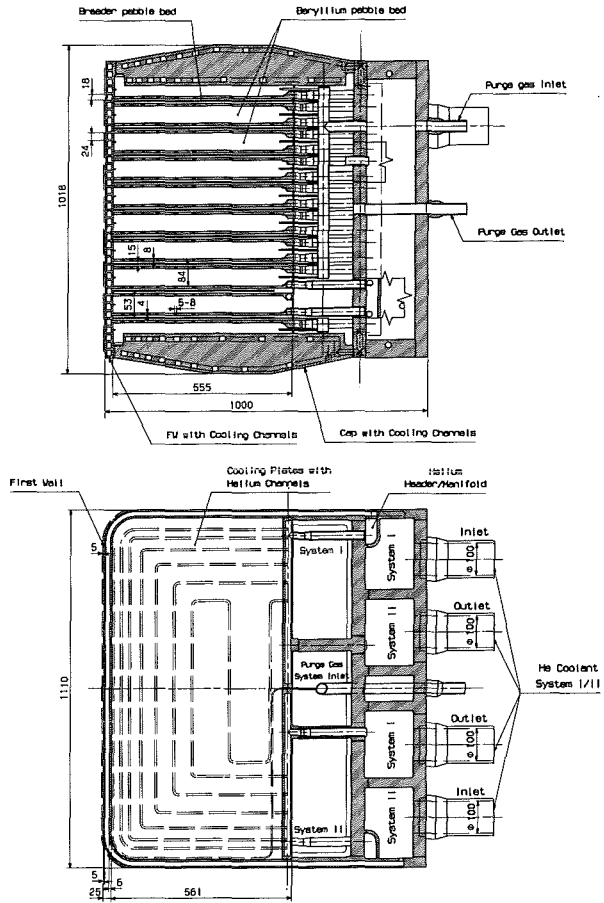 Breeder pebble bed
Beryllium pebble bed
18
Purge gas Inlet
24
1018
Purge Gas Outlet
15
8
84
53
4
5-8
555
1000
FW with Cooling Channels
Cap with Cooling Channels
First Wall
Cooling Plates with
Helium Channels
Helium
Header/Manifold
5
System I
System I
Inlet
Φ 100
System II
Outlet
Φ 100
1110
Purge Gas
System Inlet
He Coolant
System I/II
System I
Outlet
Φ 100
System II
System II
Inlet
Φ 100
5
6
25
561